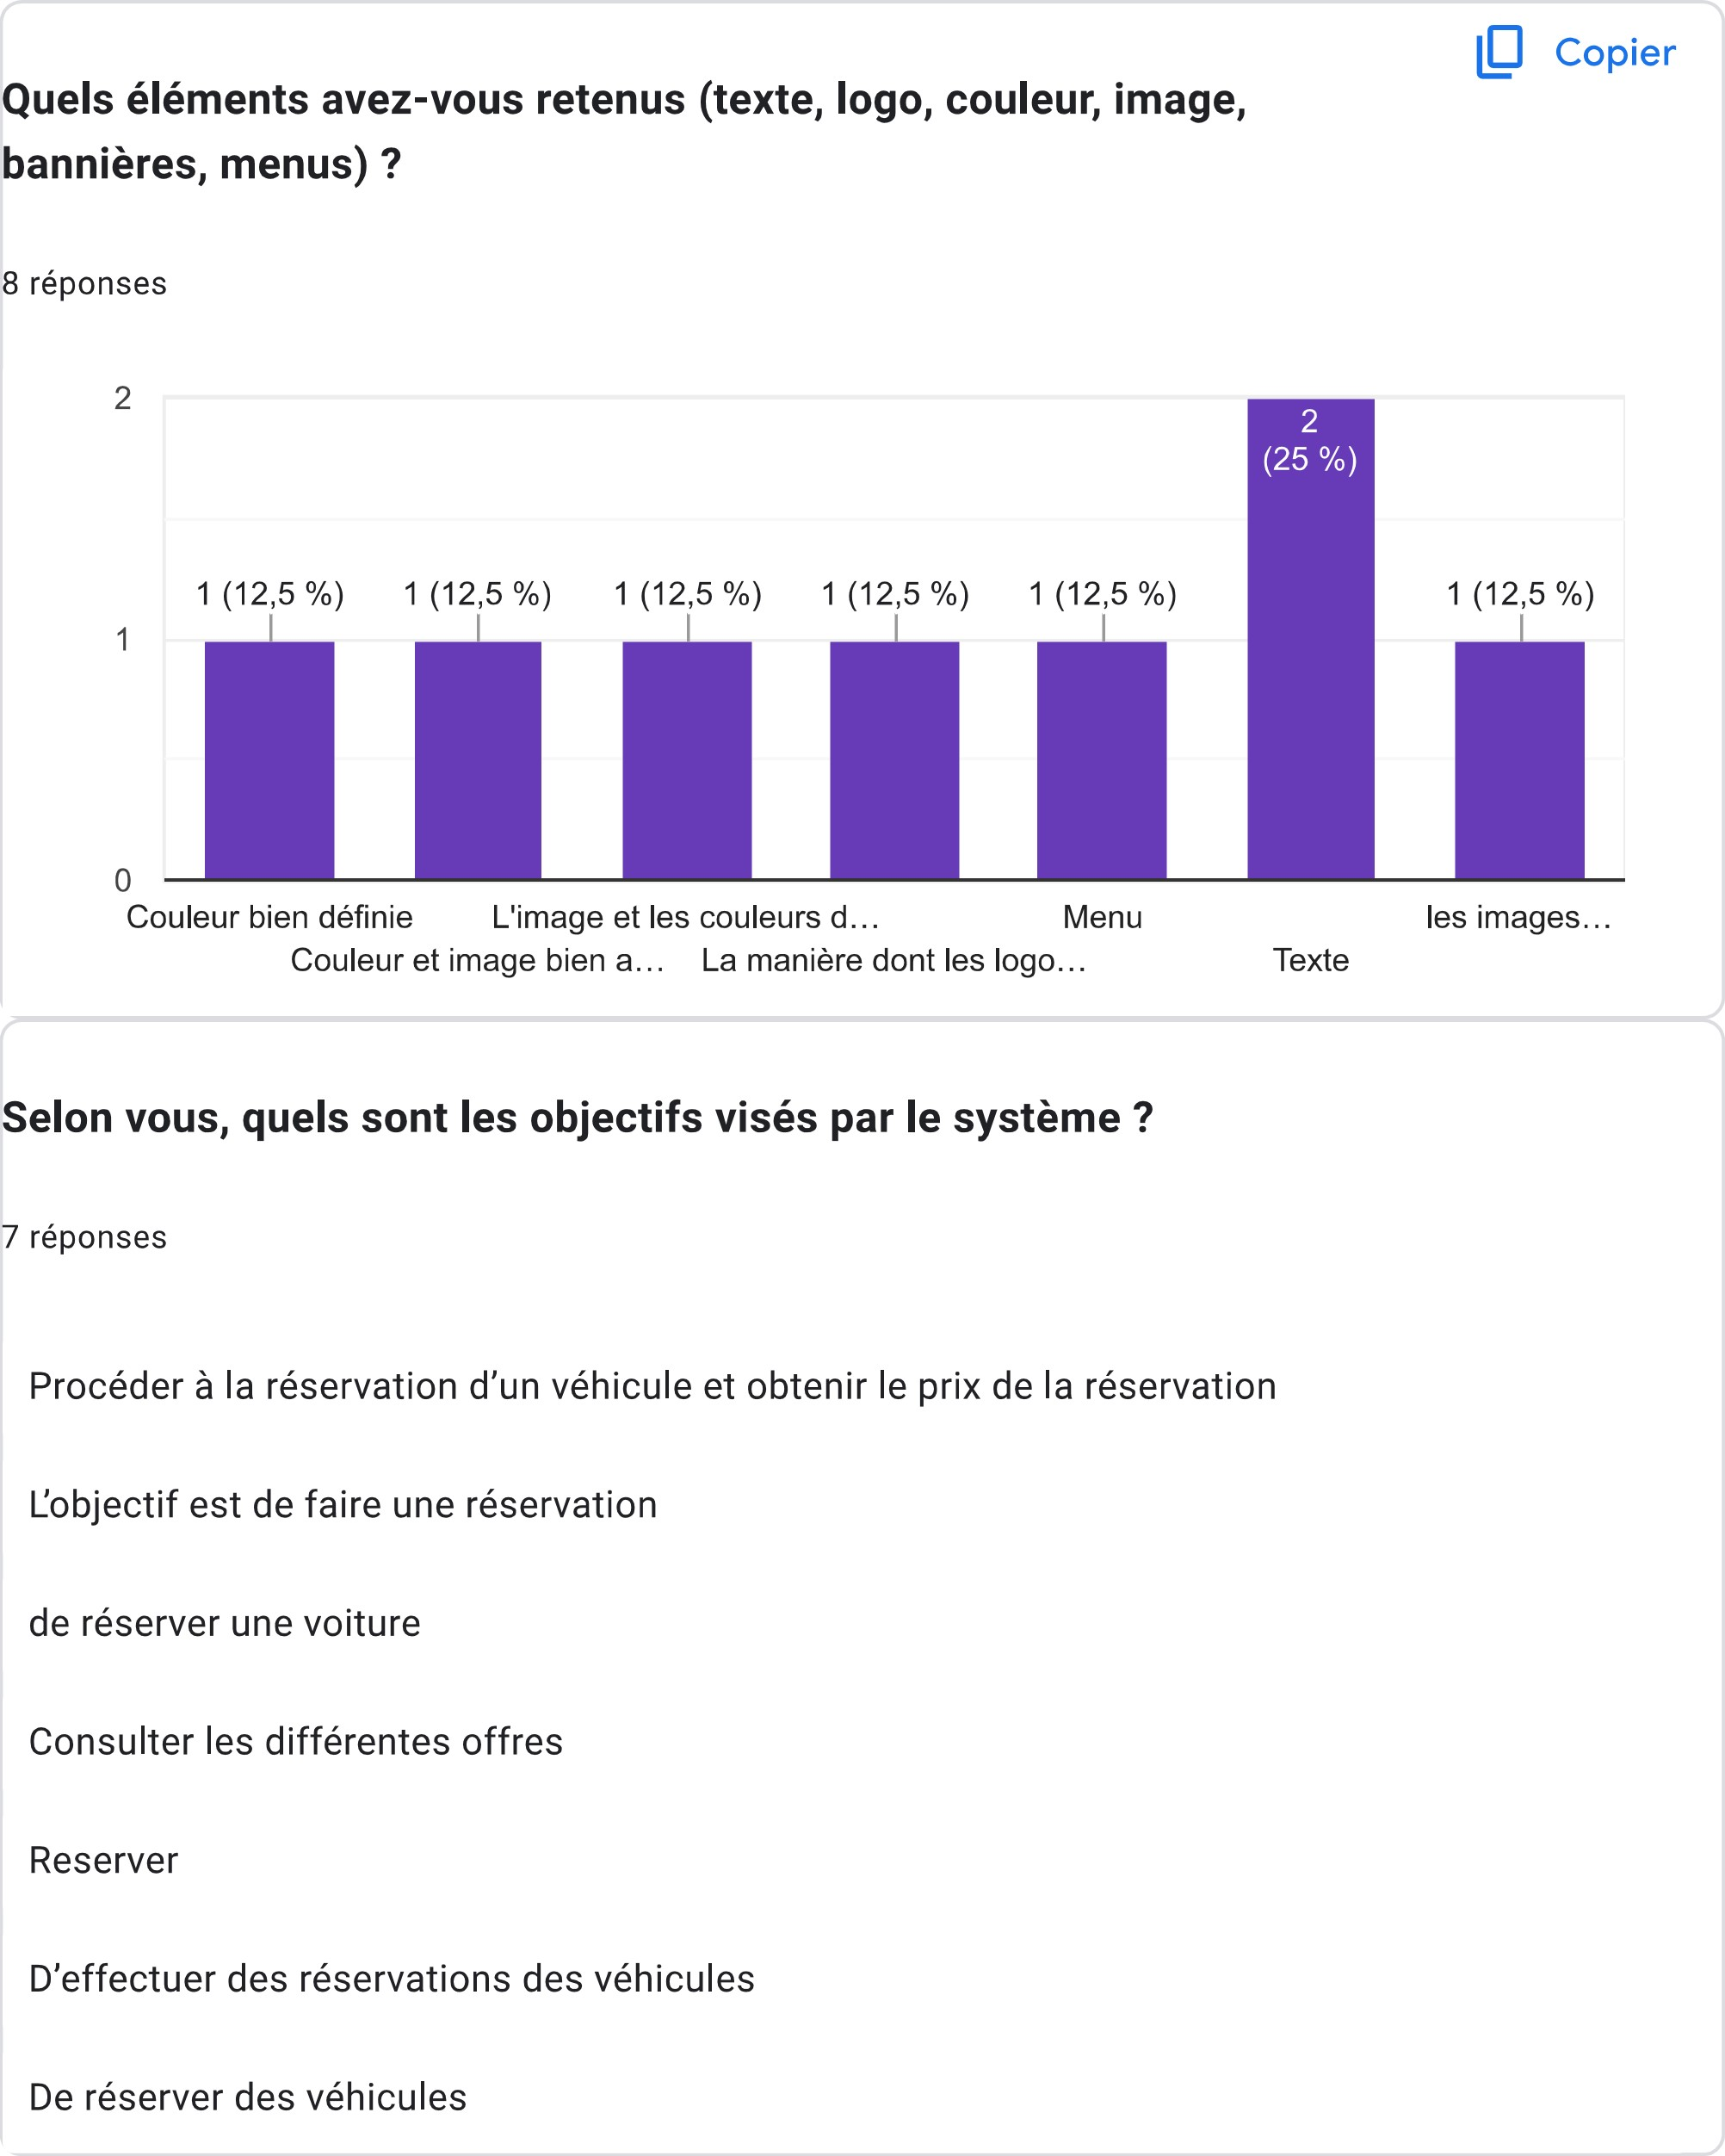 Copier
Quels éléments avez-vous retenus (texte, logo, couleur, image,
bannières, menus) ?
8 réponses
2
1
0
1 (12,5 %)
1 (12,5 %)
1 (12,5 %)
1 (12,5 %)
1 (12,5 %)
2
(25 %)
1 (12,5 %)
Couleur bien définie
Couleur et image bien a…
L'image et les couleurs d…
La manière dont les logo…
Menu
Texte
les images…
Selon vous, quels sont les objectifs visés par le système ?
7 réponses
Procéder à la réservation d’un véhicule et obtenir le prix de la réservation
L’objectif est de faire une réservation
de réserver une voiture
Consulter les différentes offres
Reserver
D’effectuer des réservations des véhicules
De réserver des véhicules